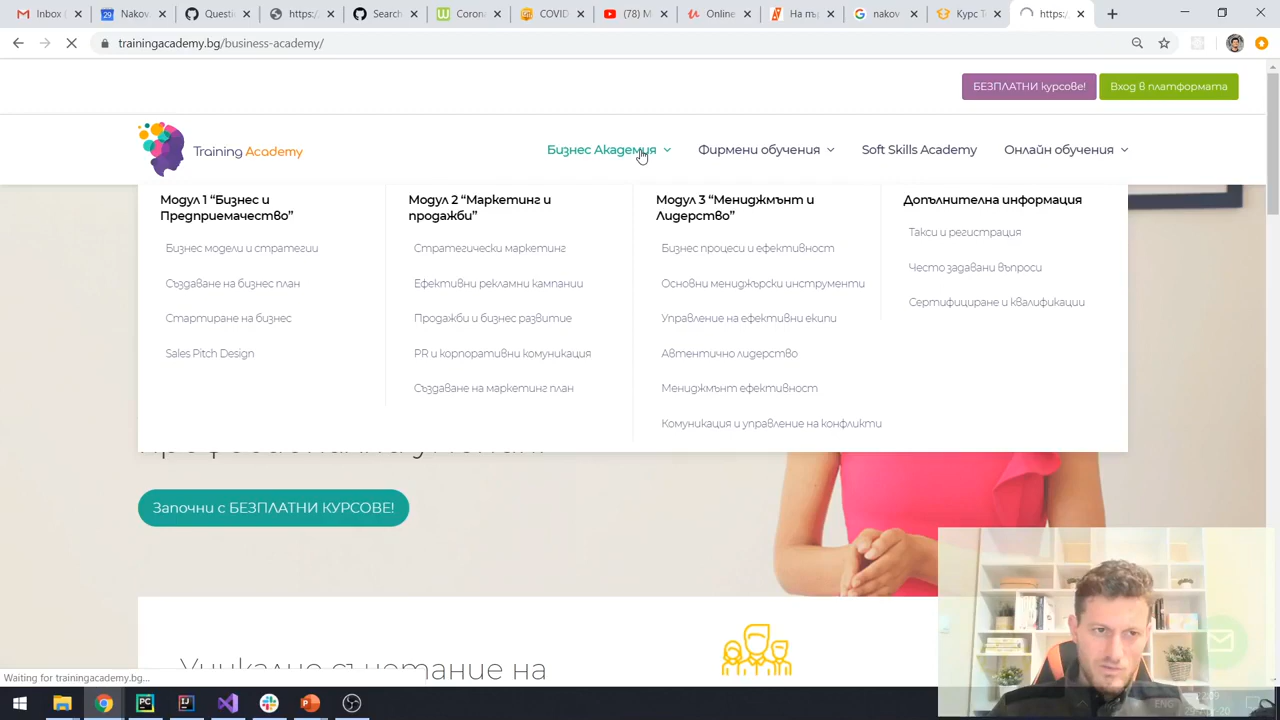 Inbox
29 Nakov
Questi
https:/
Search
Coron
COVID
(78) M
Online
На пъ
nakov
Курс Т
https:/
trainingacademy.bg/business-academy/
БЕЗПЛАТНИ курсове!
Вход в платформата
Training Academy
Бизнес Академия
Фирмени обучения
Soft Skills Academy
Онлайн обучения
Модул 1 “Бизнес и
Предприемачество”
Бизнес модели и стратегии
Създаване на бизнес план
Стартиране на бизнес
Sales Pitch Design
Модул 2 “Маркетинг и
продажби”
Стратегически маркетинг
Ефективни рекламни кампании
Продажби и бизнес развитие
PR и корпоративни комуникация
Създаване на маркетинг план
Модул 3 “Мениджмънт и
Лидерство”
Бизнес процеси и ефективност
Основни мениджърски инструменти
Управление на ефективни екипи
Автентично лидерство
Мениджмънт ефективност
Комуникация и управление на конфликти
Допълнителна информация
Такси и регистрация
Често задавани въпроси
Сертифициране и квалификации
Започни с БЕЗПЛАТНИ КУРСОВЕ!
Уникално съчетание на
Waiting for trainingacademy.bg...
ENG